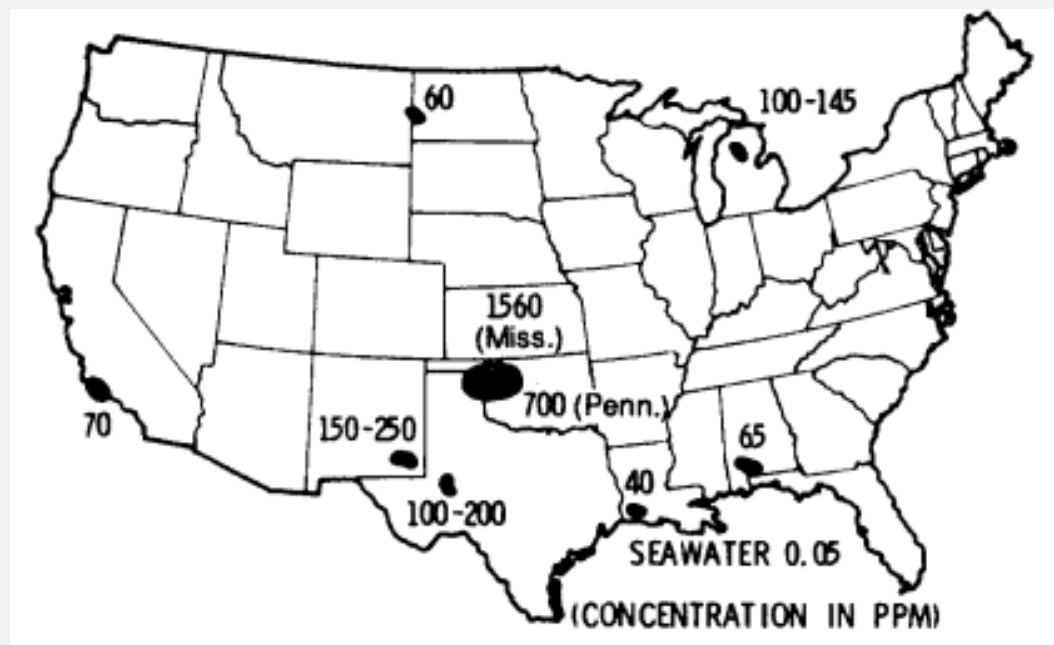 60
100-145
1560
(Miss.)
700 (Penn.)
70
150-250
65
40
100-200
SEAWATER 0.05
(CONCENTRATION IN PPM)